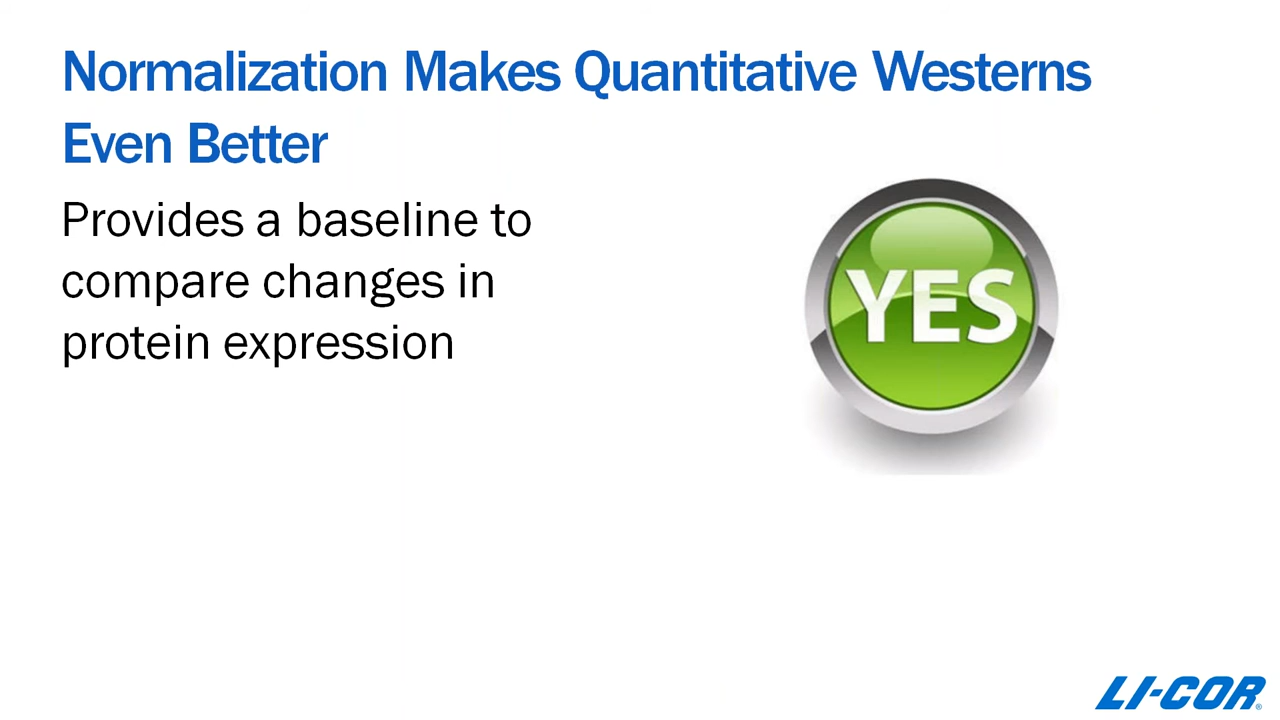 Normalization Makes Quantitative Westerns
Even Better
Provides a baseline to
compare changes in
protein expression
YES
LI-COR®